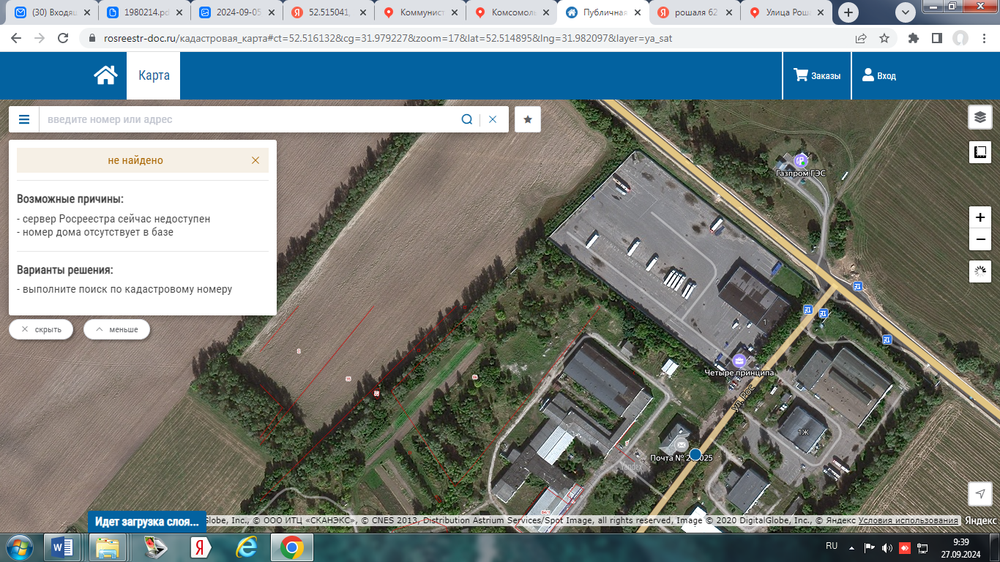 (30) Входящ
1980214.pd
2024-09-05
52.515041,
Коммунист
Комсомоль
Публичная
рошаля 62
Улица Роша
rosreestr-doc.ru/кадастровая_карта#ct=52.516132&cg=31.979227&zoom=17&lat=52.514895&lng=31.982097&layer=ya_sat
Карта
Заказы
Вход
введите номер или адрес
не найдено
Возможные причины:
- сервер Росреестра сейчас недоступен
- номер дома отсутствует в базе
Варианты решения:
- выполните поиск по кадастровому номеру
скрыть
меньше
Газпром ГЭС
1
Четыре принципа
ул. Рос
1Ж
Почта №
025
Yandex
Идет загрузка слоя...
Globe, Inc., © ООО ИТЦ «СКАНЭКС», © CNES 2013, Distribution Astrium Services/Spot Image, all rights reserved, Image © 2020 DigitalGlobe, Inc., © Яндекс Условия использования
Яндекс
RU
9:39
27.09.2024